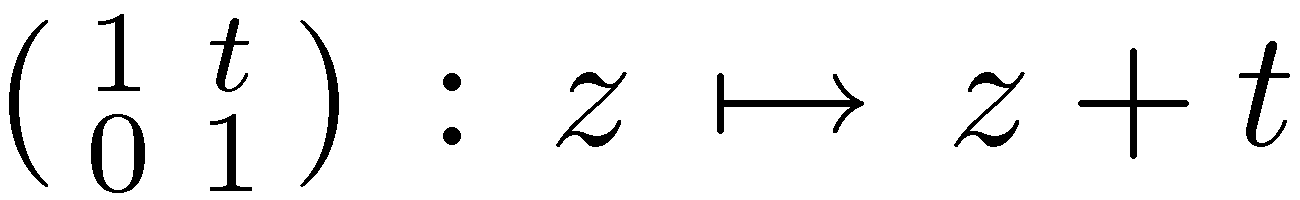 ( 1 t
0 1 ) : z ↦ z + t